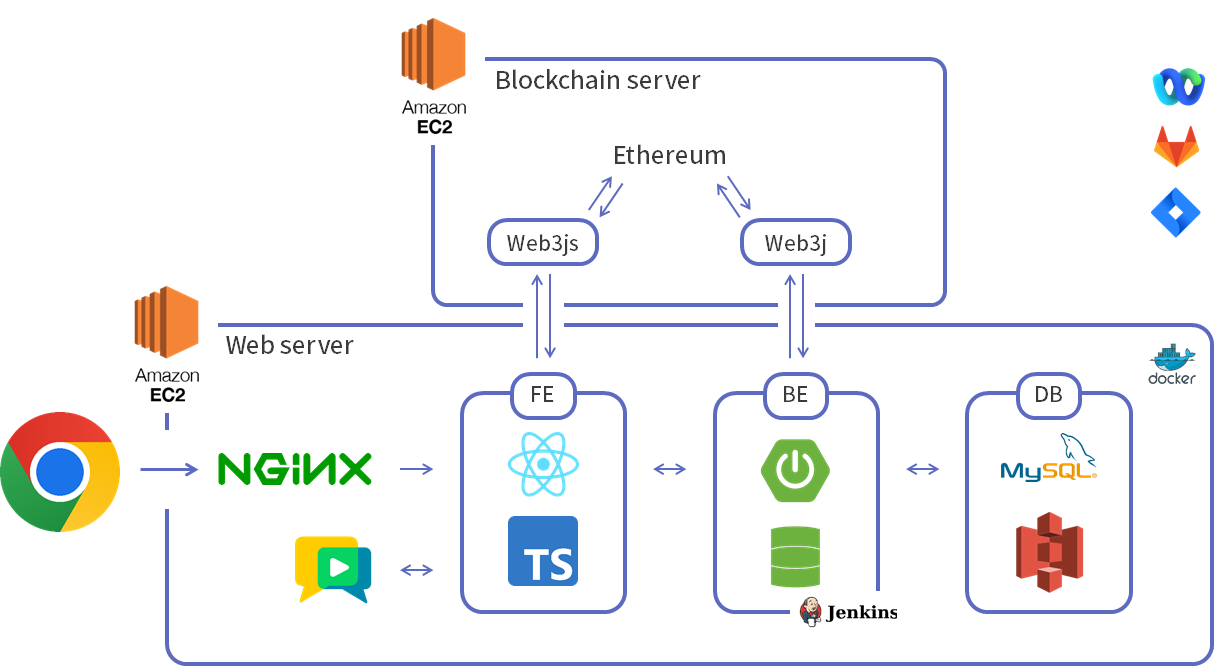 Amazon
EC2
Blockchain server
Ethereum
Web3js
Web3j
Amazon
EC2
Web server
docker
FE
BE
DB
NGINX
MySQL
TS
Jenkins